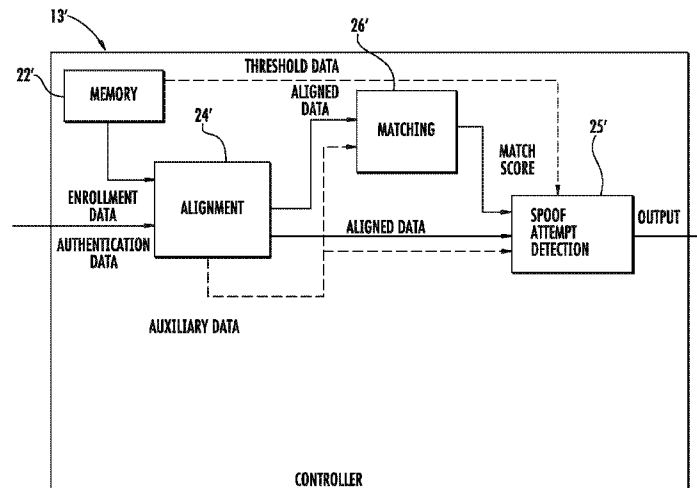 13'
26'
22'
MEMORY
THRESHOLD DATA
ALIGNED
DATA
MATCHING
24'
25'
MATCH
SCORE
ENROLLMENT
DATA
ALIGNMENT
SPOOF
ATTEMPT
DETECTION
OUTPUT
AUTHENTICATION
DATA
ALIGNED DATA
AUXILIARY DATA
CONTROLLER